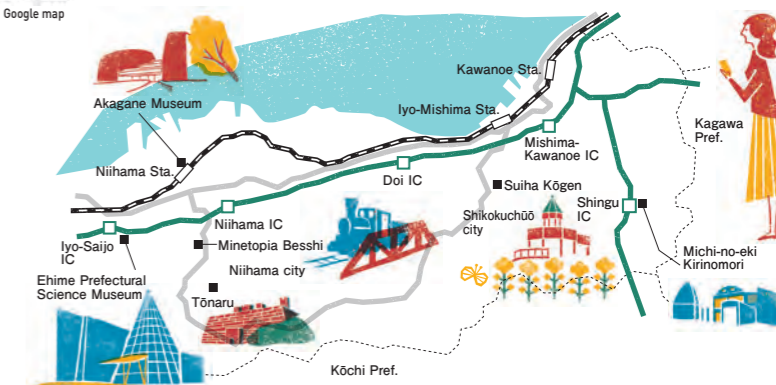 Google map
Kawanoe Sta.
Akagane Museum
Iyo-Mishima Sta.
Kagawa
Pref.
Mishima-
Kawanoe IC
Niihama Sta.
Doi IC
Suiha Kōgen
Shikokuchūō
city
Shingu
IC
Niihama IC
Iyo-Saijo
IC
Minetopia Besshi
Michi-no-eki
Kirinomori
Niihama city
Ehime Prefectural
Science Museum
Tōnaru
Kōchi Pref.